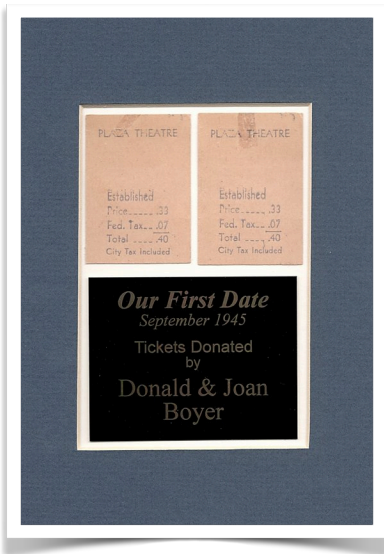 PLAZA THEATRE
Established
Price......33
Fed. Tax...07
Total ......40
City Tax Included
PLAZA THEATRE
Established
Price......33
Fed. Tax...07
Total ......40
City Tax Included
Our First Date
September 1945
Tickets Donated
by
Donald & Joan
Boyer